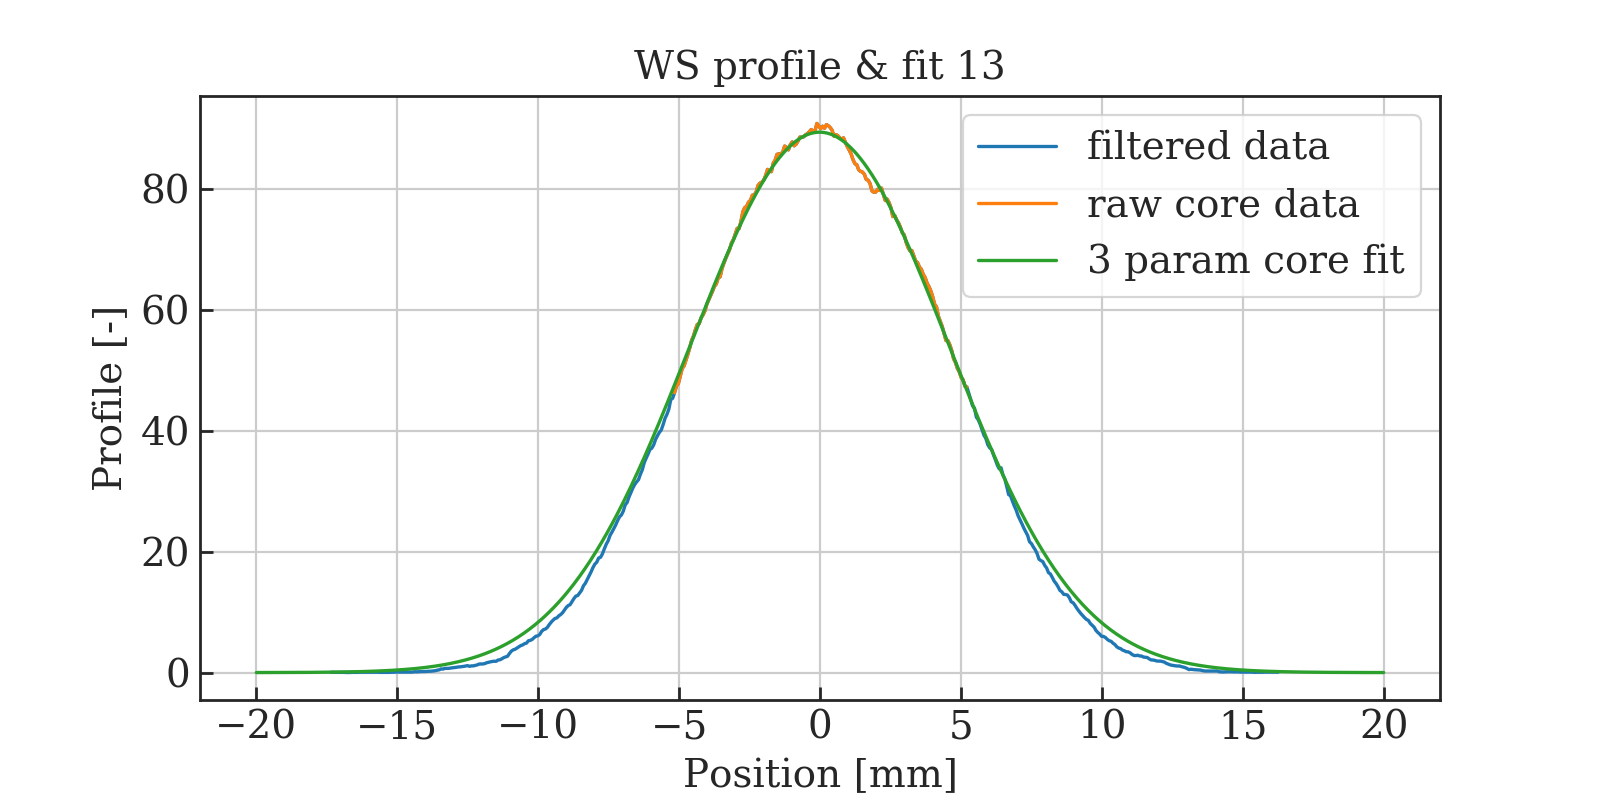 WS profile & fit 13
filtered data
raw core data
3 param core fit
Profile [-]
80
60
40
20
0
−20 −15 −10 −5 0 5 10 15 20
Position [mm]